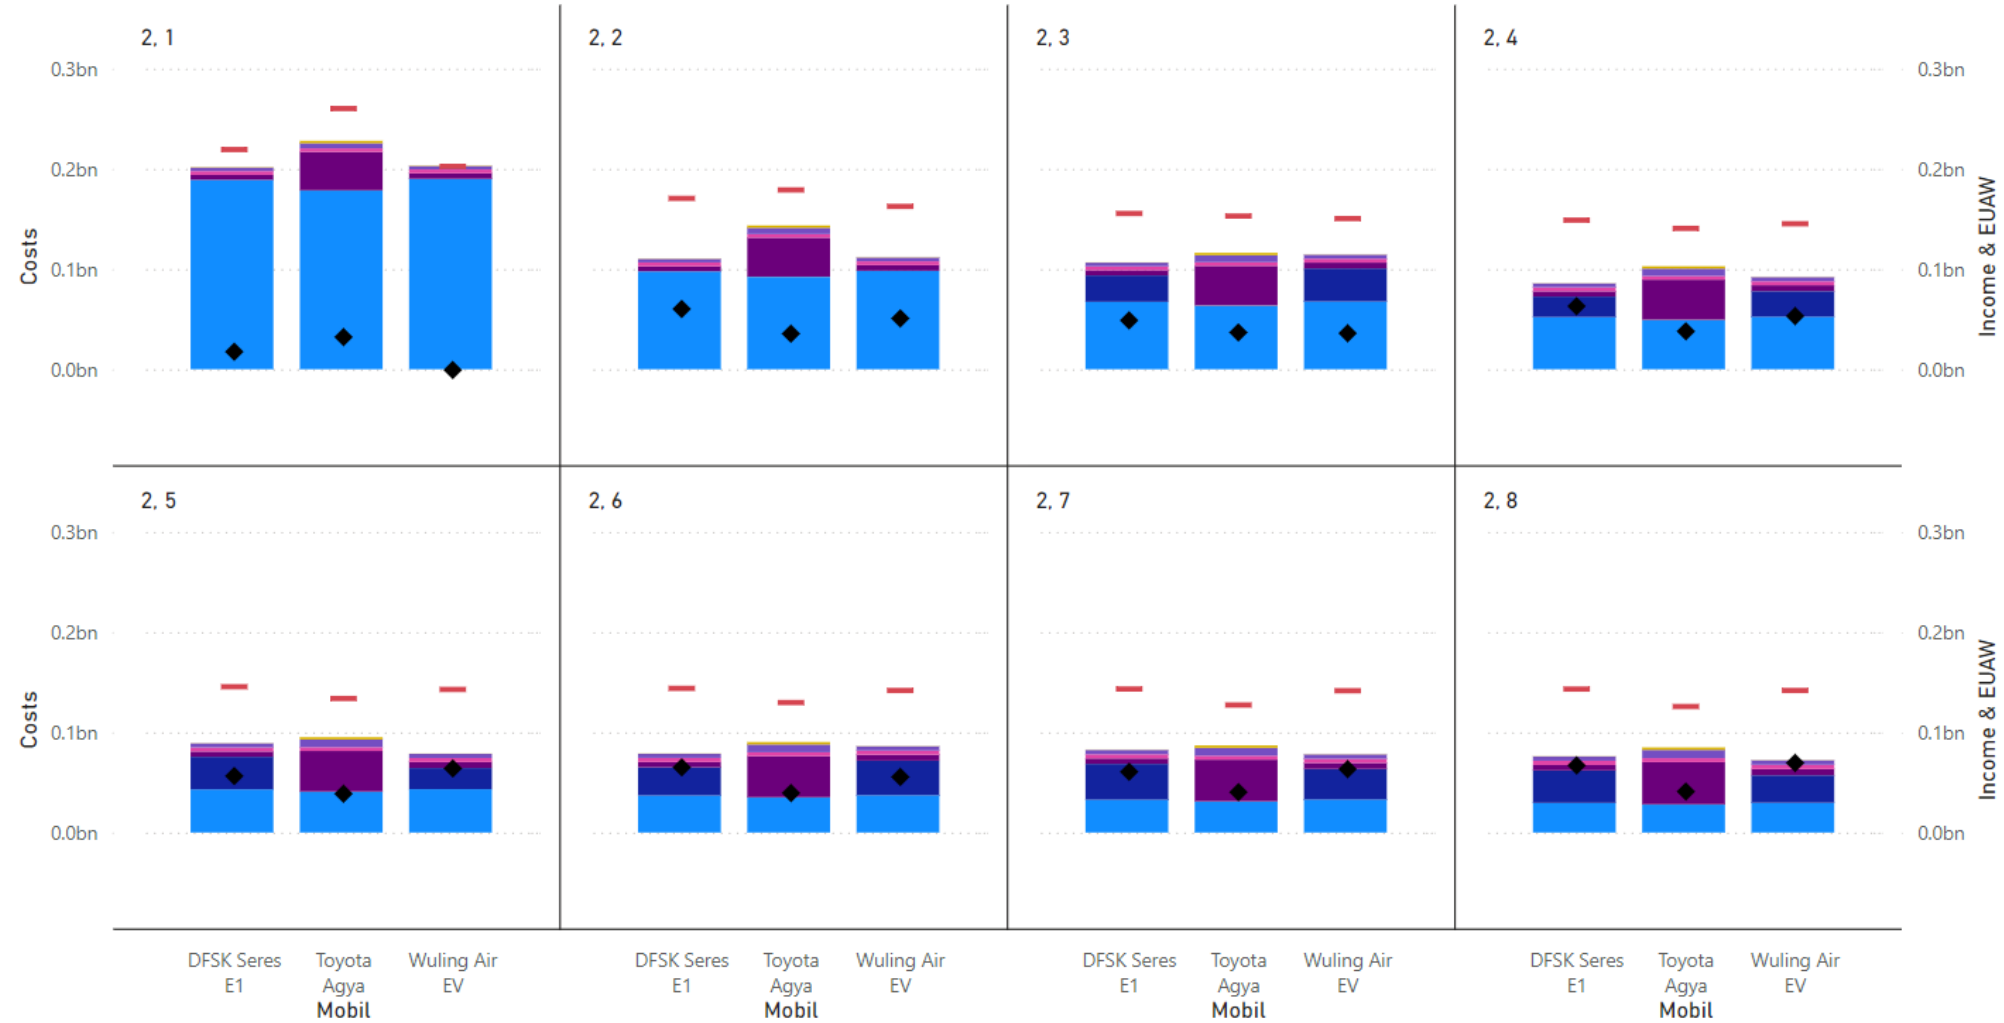 2, 1
2, 2
2, 3
2, 4
0.3bn
0.2bn
0.1bn
0.0bn
Costs
0.3bn
0.2bn
0.1bn
0.0bn
Income & EUAW
2, 5
2, 6
2, 7
2, 8
0.3bn
0.2bn
0.1bn
0.0bn
Costs
0.3bn
0.2bn
0.1bn
0.0bn
Income & EUAW
DFSK Seres
E1
Toyota
Agya
Wuling Air
EV
Mobil
DFSK Seres
E1
Toyota
Agya
Wuling Air
EV
Mobil
DFSK Seres
E1
Toyota
Agya
Wuling Air
EV
Mobil
DFSK Seres
E1
Toyota
Agya
Wuling Air
EV
Mobil